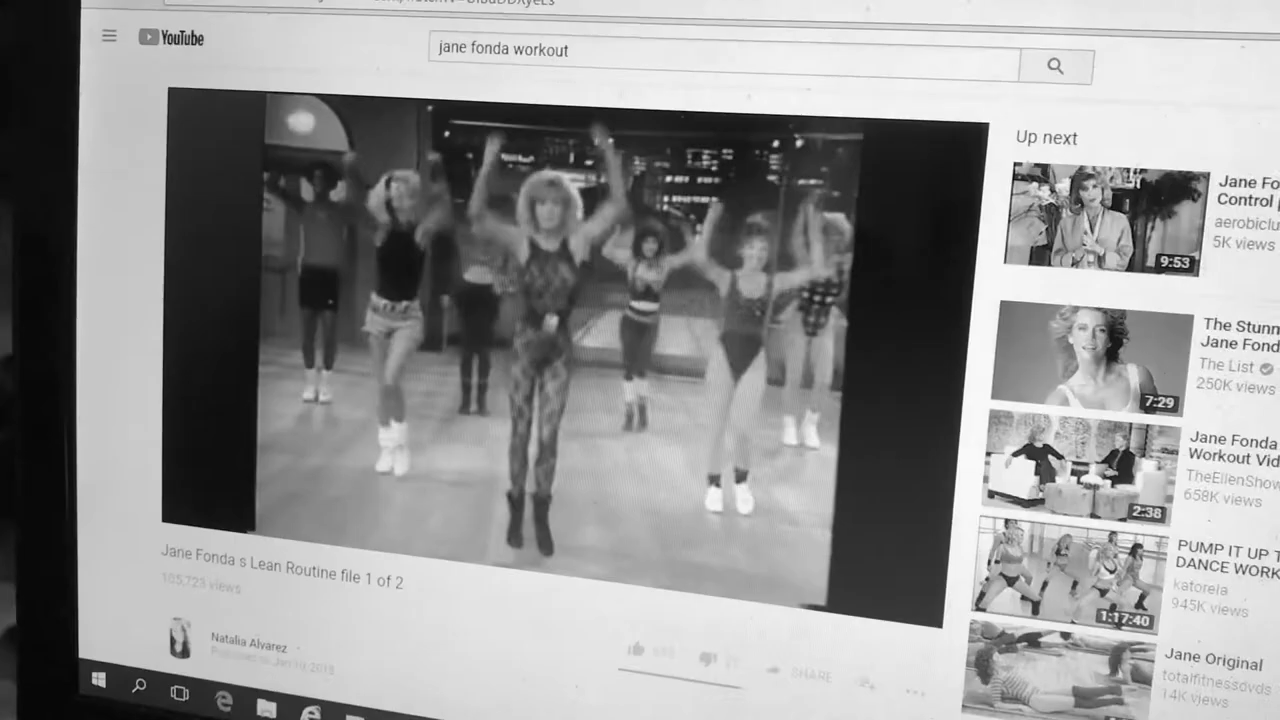 YouTube
jane fonda workout
Up next
Jane Fo
Control
aerobiclu
5K views
9:53
The Stunn
Jane Fond
The List
250K views
7:29
Jane Fonda
Workout Vid
TheEllenShow
658K views
2:38
PUMP IT UP T
DANCE WORK
katorela
945K views
1:17:40
Jane Original
totalfitnessdvds
14K views
Jane Fonda s Lean Routine file 1 of 2
105,723 views
Natalia Alvarez
SHARE